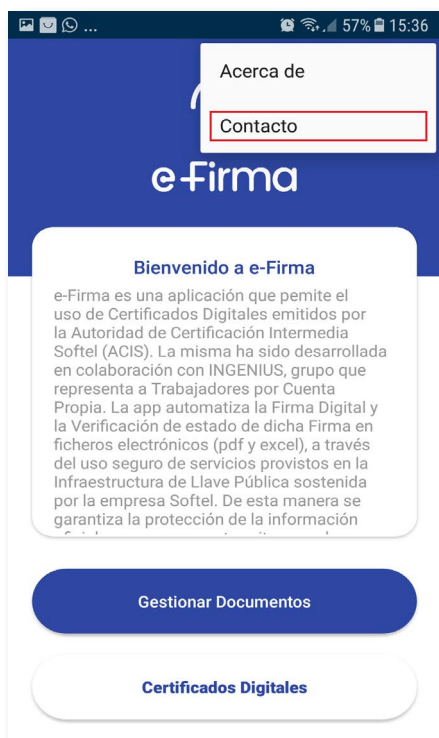 ... 57% 15:36
Acerca de
Contacto
e-Firma
Bienvenido a e-Firma
e-Firma es una aplicación que pemite el
uso de Certificados Digitales emitidos por
la Autoridad de Certificación Intermedia
Softel (ACIS). La misma ha sido desarrollada
en colaboración con INGENIUS, grupo que
representa a Trabajadores por Cuenta
Propia. La app automatiza la Firma Digital y
la Verificación de estado de dicha Firma en
ficheros electrónicos (pdf y excel), a través
del uso seguro de servicios provistos en la
Infraestructura de Llave Pública sostenida
por la empresa Softel. De esta manera se
garantiza la protección de la información
Gestionar Documentos
Certificados Digitales